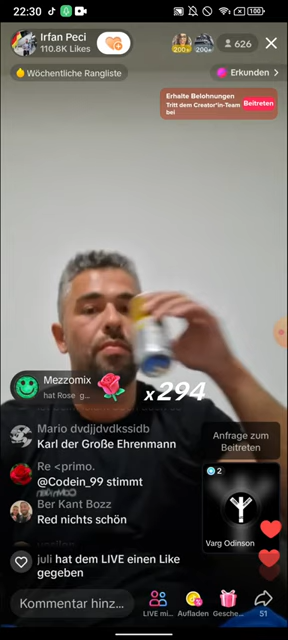 22:30
100
Irfan Peci
110.8K Likes
200+
200+
626
Wöchentliche Rangliste
Erkunden >
Erhalte Belohnungen
Tritt dem Creator*in-Team bei
Beitreten
Mezzomix
hat Rose g...
x294
Mario dvdjjdvdkssidb
Karl der Große Ehrenmann
Re <primo.
@Codein_99 stimmt
Ber Kant Bozz
Red nichts schön
juli hat dem LIVE einen Like
gegeben
Anfrage zum
Beitreten
2
Varg Odinson
Kommentar hinz...
LIVE mi...
Aufladen
Gesche...
51